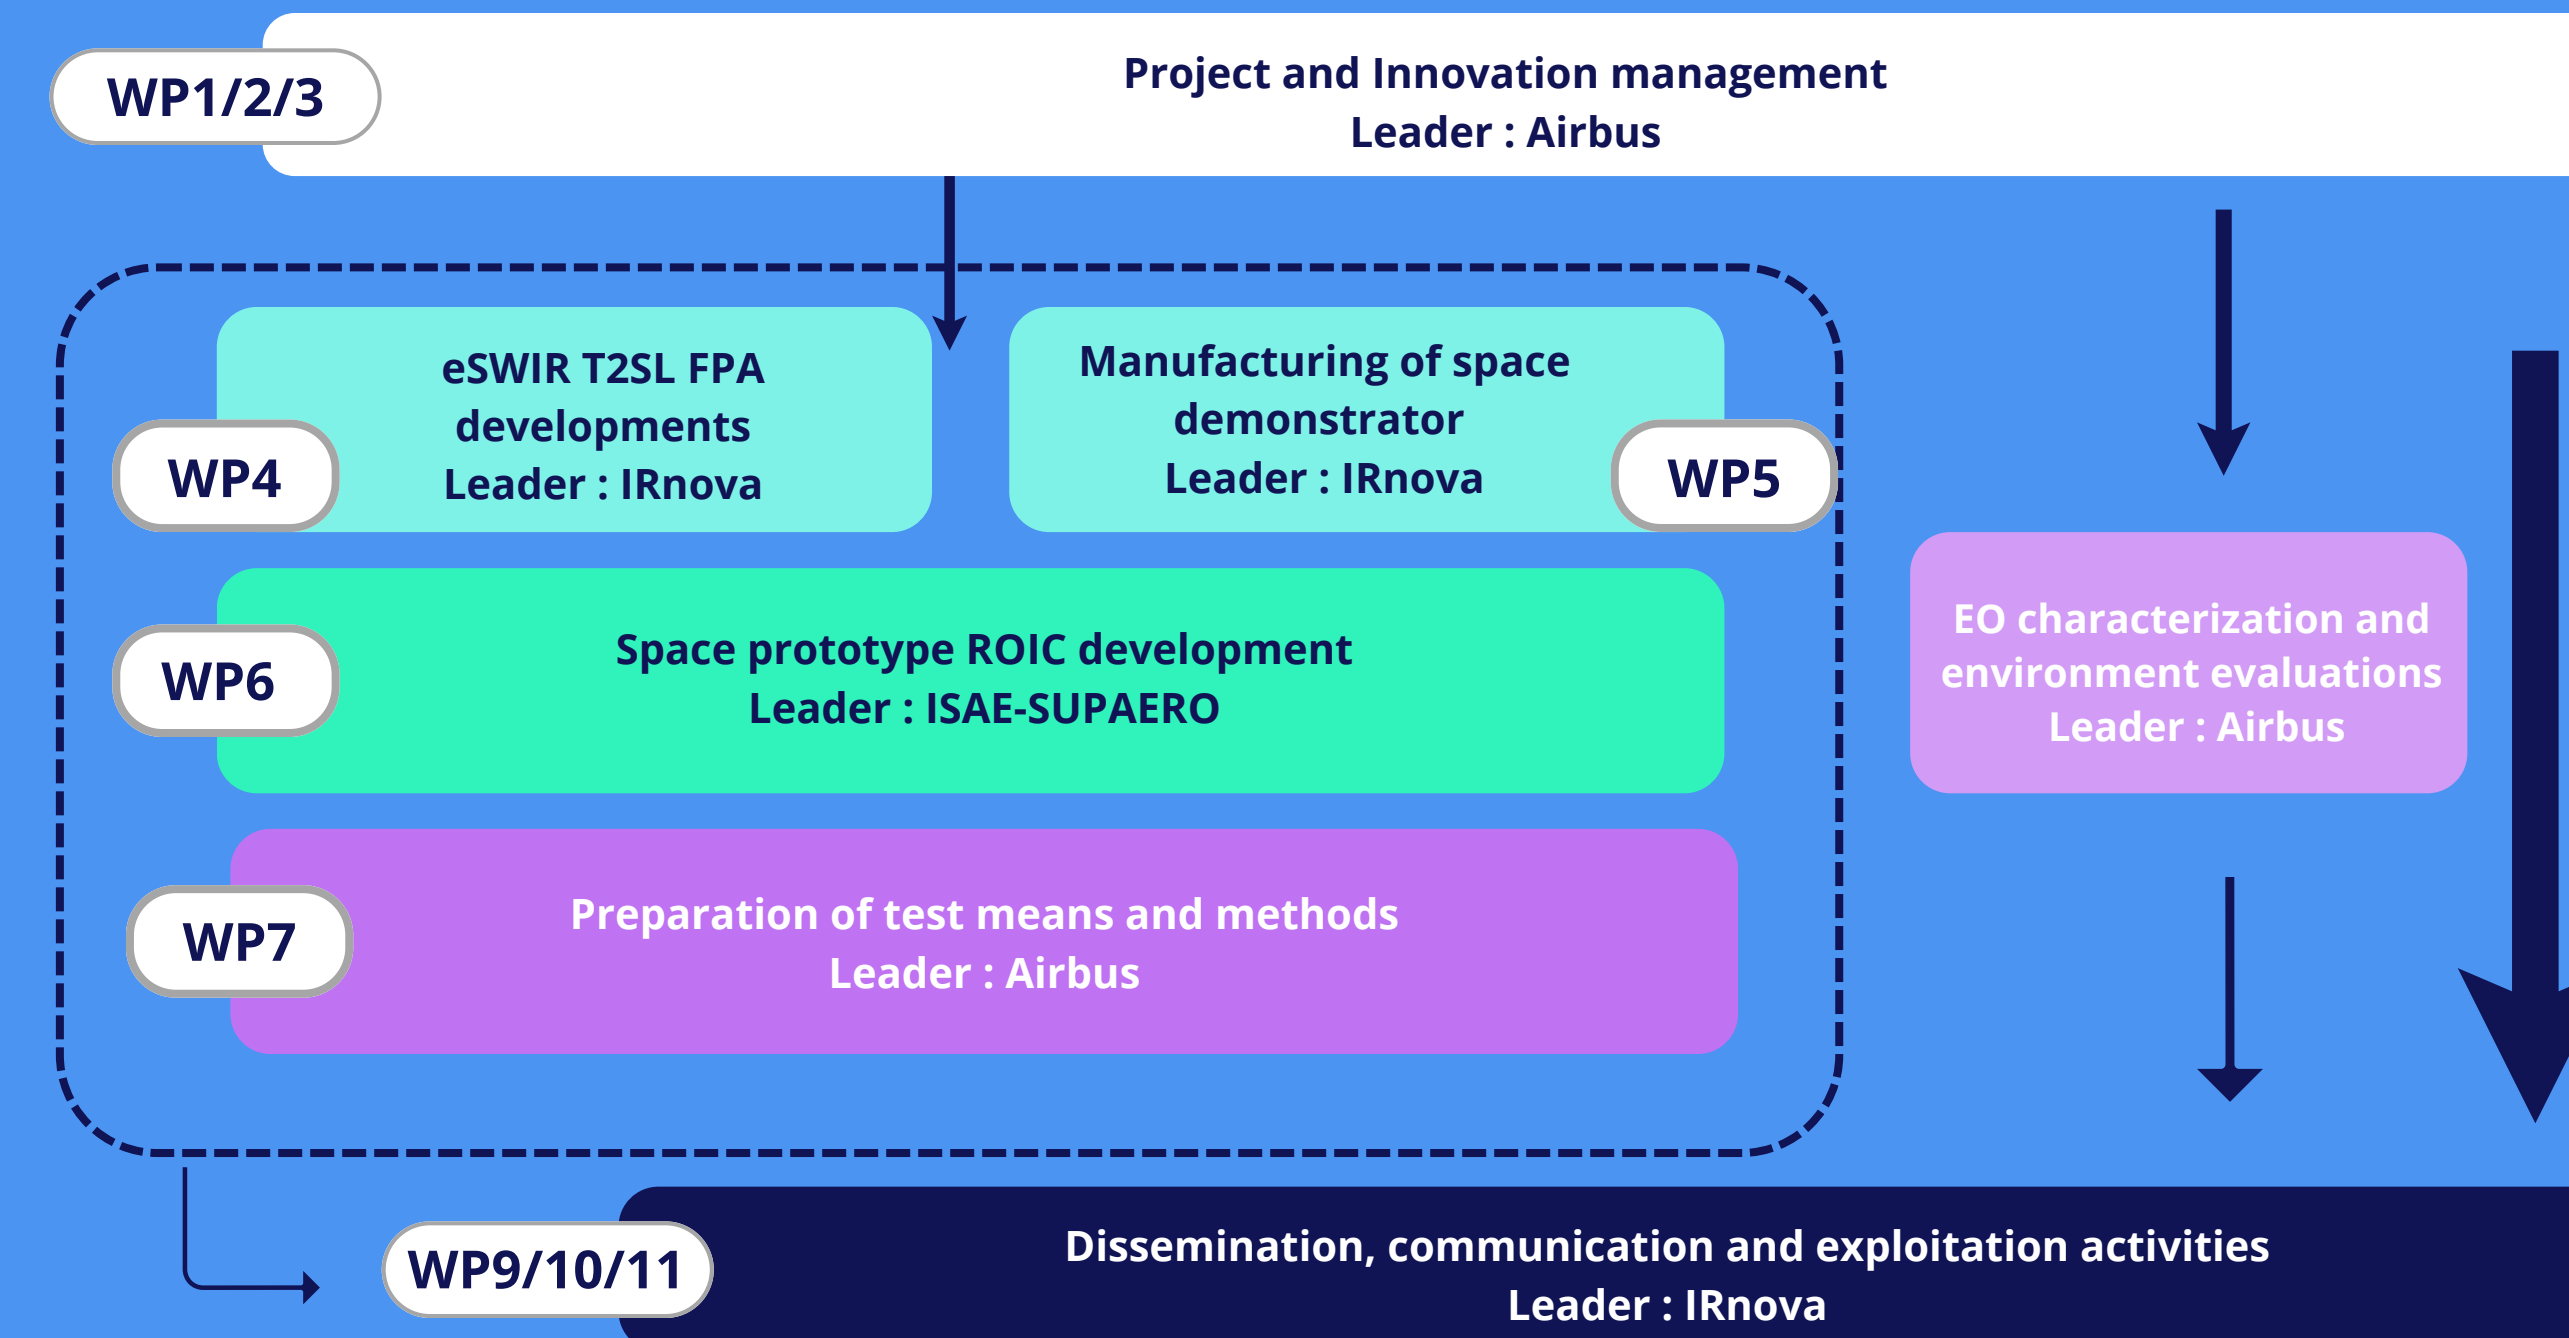 WP1/2/3
Project and Innovation management
Leader : Airbus
eSWIR T2SL FPA
developments
Leader : IRnova
WP4
Manufacturing of space
demonstrator
Leader : IRnova
WP5
WP6
Space prototype ROIC development
Leader : ISAE-SUPAERO
EO characterization and
environment evaluations
Leader : Airbus
WP7
Preparation of test means and methods
Leader : Airbus
WP9/10/11
Dissemination, communication and exploitation activities
Leader : IRnova